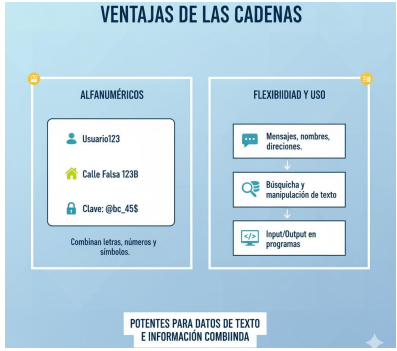 VENTAJAS DE LAS CADENAS
ALFANUMÉRICOS
Usuario123
Calle Falsa 123B
Clave: @bc_45$
Combinan letras, números y
símbolos.
FLEXIBIIDIAD Y USO
Mensajes, nombres,
direciones.
Búsquicha y
manipulación de texto
</>
Input/Output en
programas
POTENTES PARA DATOS DE TEXTO
E INFORMACIÓN COMBIINDA